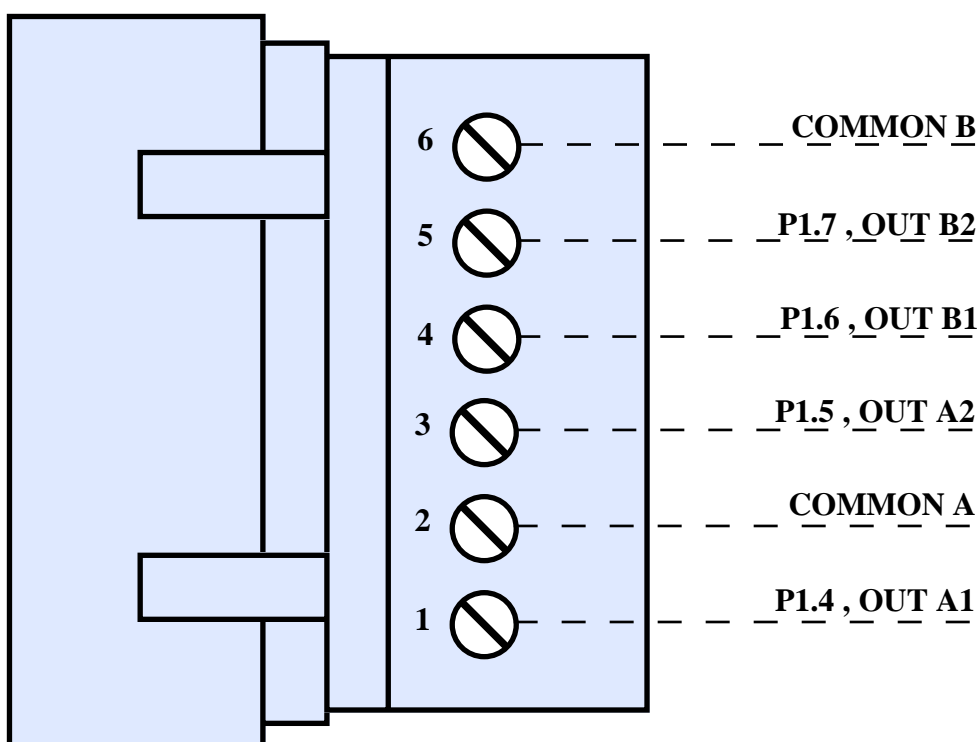 6 COMMON B
5 P1.7 , OUT B2
4 P1.6 , OUT B1
3 P1.5 , OUT A2
2 COMMON A
1 P1.4 , OUT A1